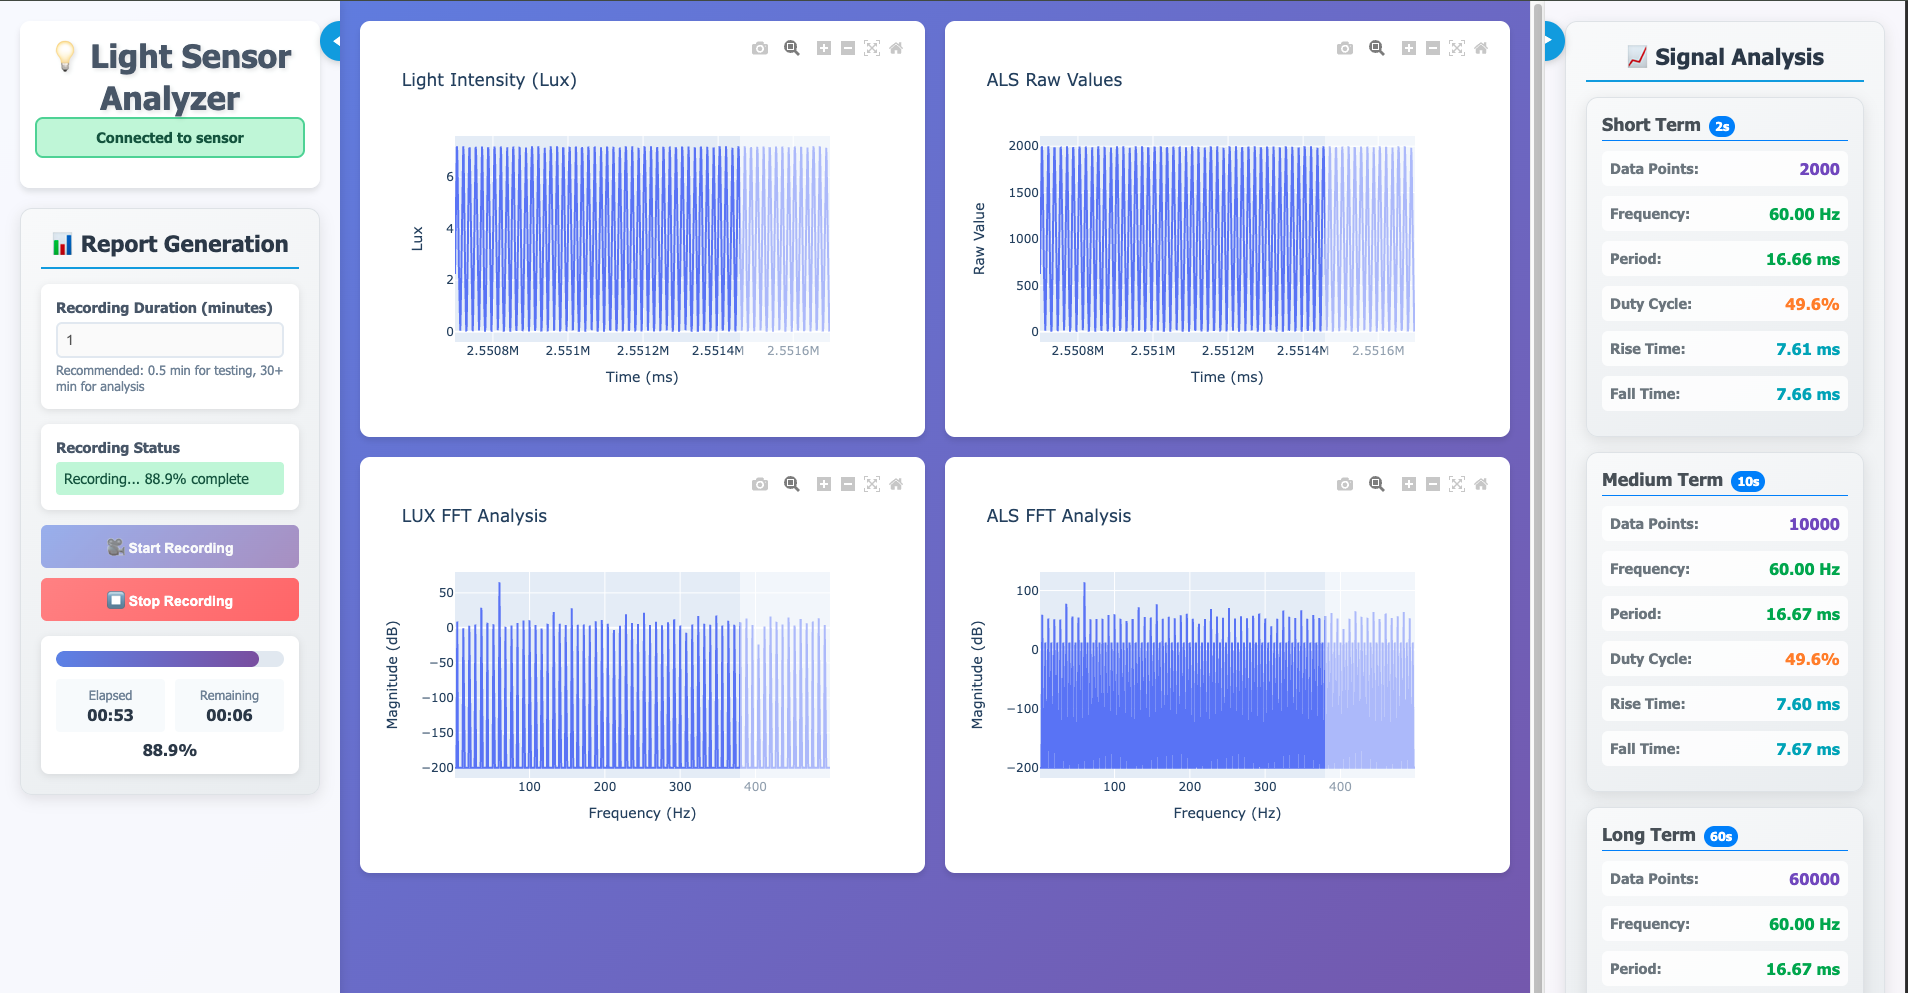 Light Sensor
Analyzer
Connected to sensor
Report Generation
Recording Duration (minutes)
1
Recommended: 0.5 min for testing, 30+
min for analysis
Recording Status
Recording... 88.9% complete
Start Recording
Stop Recording
Elapsed
00:53
Remaining
00:06
88.9%
Light Intensity (Lux)
Lux
6
4
2
0
2.5508M 2.551M 2.5512M 2.5514M 2.5516M
Time (ms)
ALS Raw Values
Raw Value
2000
1500
1000
500
0
2.5508M 2.551M 2.5512M 2.5514M 2.5516M
Time (ms)
LUX FFT Analysis
Magnitude (dB)
50
0
−50
−100
−150
−200
100 200 300 400
Frequency (Hz)
ALS FFT Analysis
Magnitude (dB)
100
0
−100
−200
100 200 300 400
Frequency (Hz)
Signal Analysis
Short Term 2s
Data Points: 2000
Frequency: 60.00 Hz
Period: 16.66 ms
Duty Cycle: 49.6%
Rise Time: 7.61 ms
Fall Time: 7.66 ms
Medium Term 10s
Data Points: 10000
Frequency: 60.00 Hz
Period: 16.67 ms
Duty Cycle: 49.6%
Rise Time: 7.60 ms
Fall Time: 7.67 ms
Long Term 60s
Data Points: 60000
Frequency: 60.00 Hz
Period: 16.67 ms